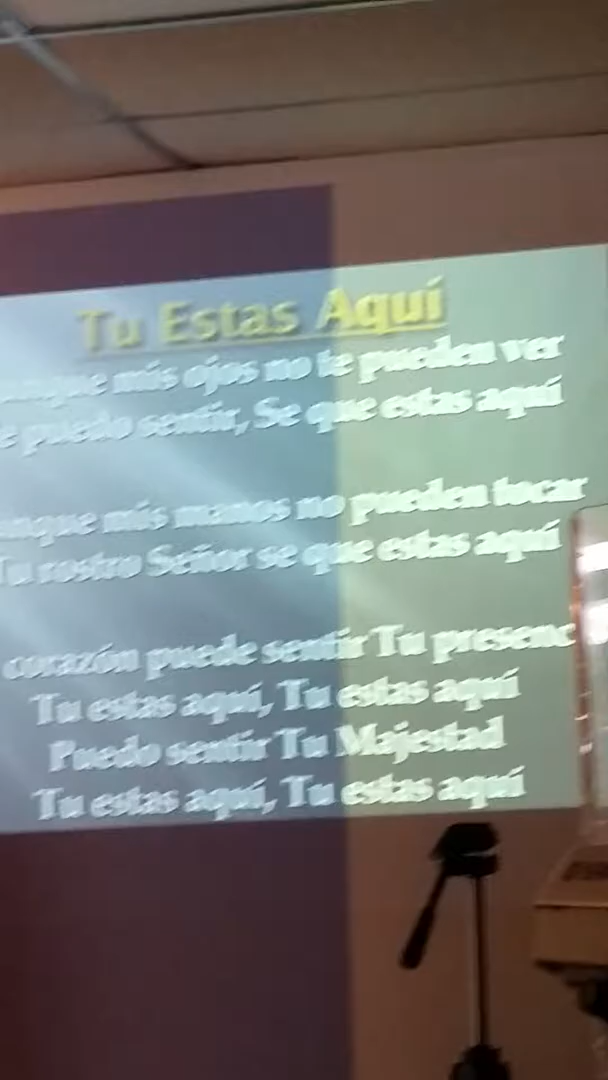 Tu Estas Aquí
mis ojos no te pueden ver
puedo sentir, Se que estas aquí
mis manos no pueden tocar
Tu rostro Señor se que estas aquí
corazón puede sentir Tu
Tu estas aquí, Tu estas aquí
Puedo sentir Tu Majestad
Tu estas aquí, Tu estas aquí